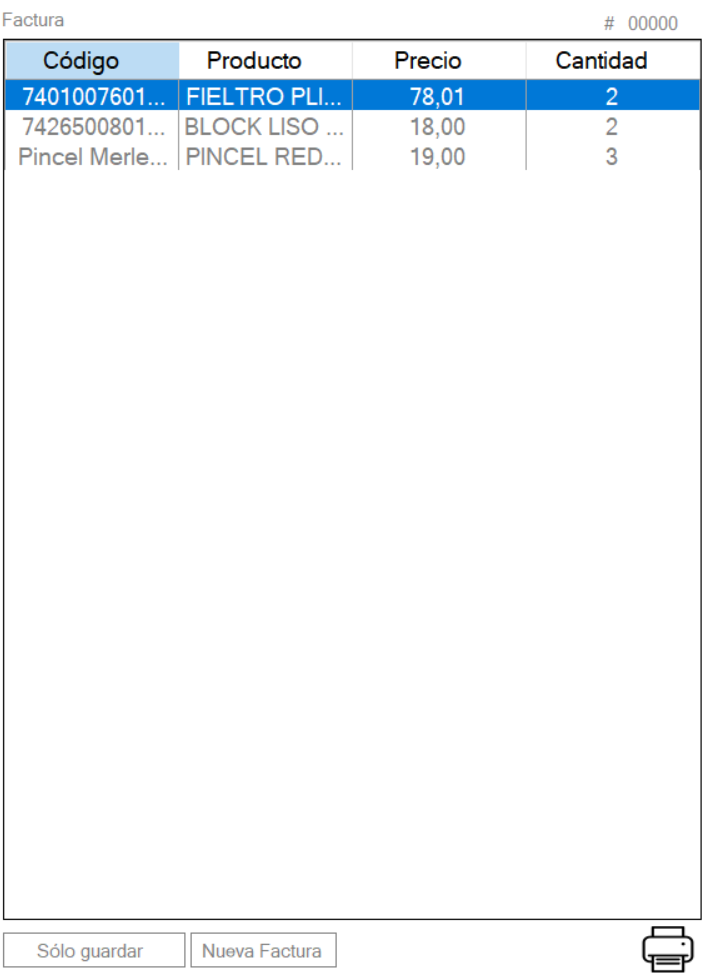 Factura # 00000
Código Producto Precio Cantidad
7401007601... FIELTRO PLI... 78,01 2
7426500801... BLOCK LISO ... 18,00 2
Pincel Merle... PINCEL RED... 19,00 3
Sólo guardar Nueva Factura